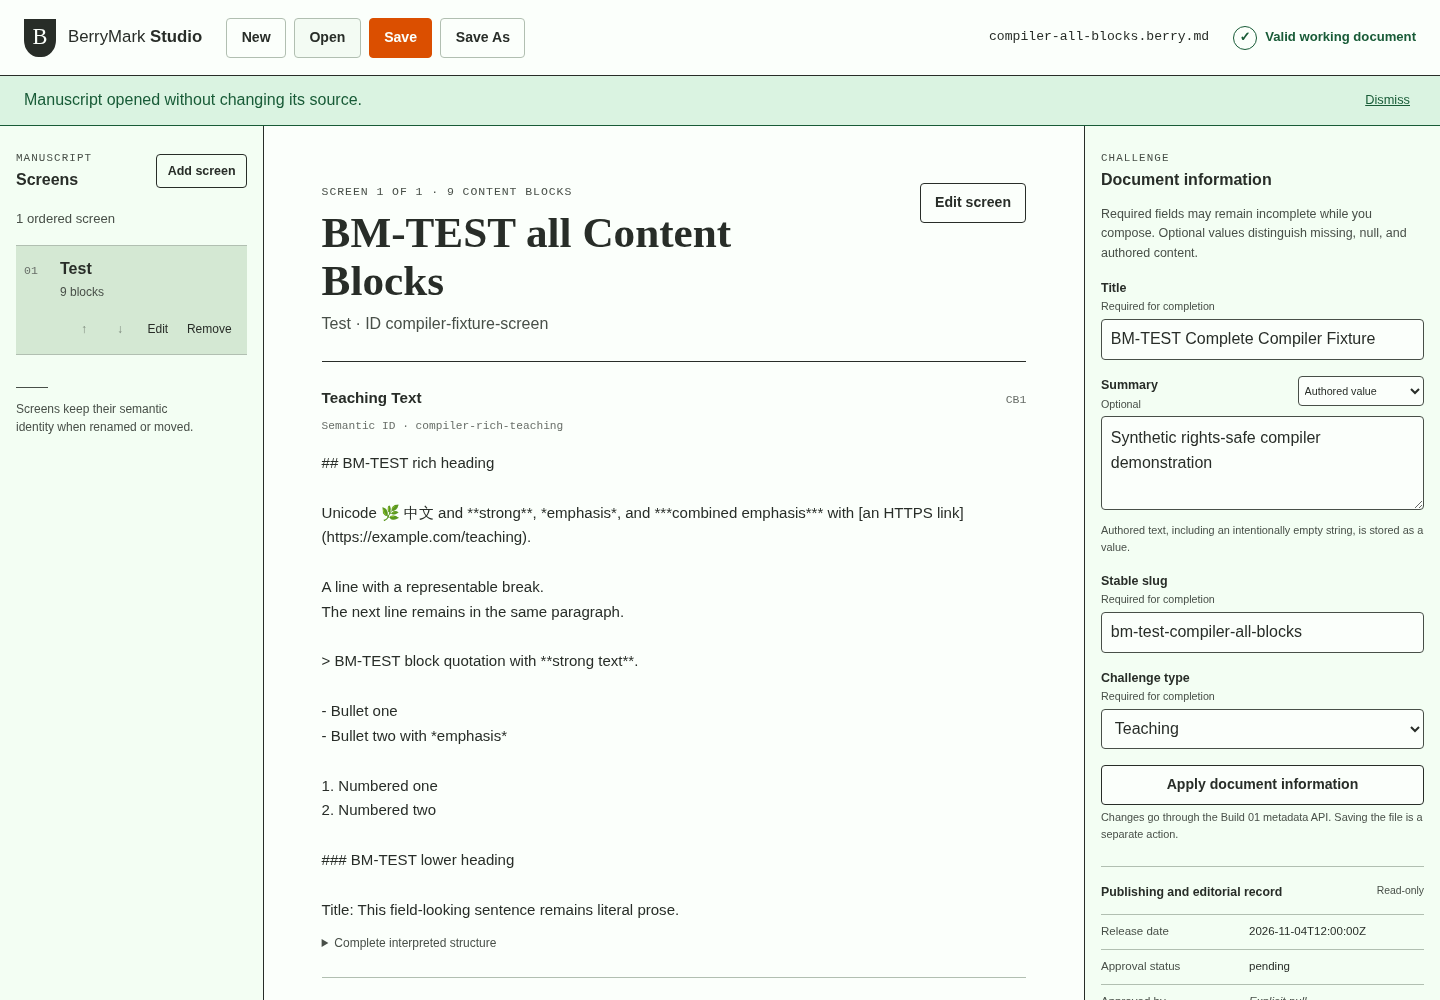 B BerryMark Studio
New
Open
Save
Save As
compiler-all-blocks.berry.md
✓ Valid working document
Manuscript opened without changing its source.
Dismiss
MANUSCRIPT
Screens
Add screen
1 ordered screen
01 Test
9 blocks
↑ ↓ Edit Remove
Screens keep their semantic
identity when renamed or moved.
SCREEN 1 OF 1 · 9 CONTENT BLOCKS
Edit screen
BM-TEST all Content
Blocks
Test · ID compiler-fixture-screen
Teaching Text
CB1
Semantic ID · compiler-rich-teaching
## BM-TEST rich heading
Unicode 🌿 中文 and **strong**, *emphasis*, and ***combined emphasis*** with [an HTTPS link]
(https://example.com/teaching).
A line with a representable break.
The next line remains in the same paragraph.
> BM-TEST block quotation with **strong text**.
- Bullet one
- Bullet two with *emphasis*
1. Numbered one
2. Numbered two
### BM-TEST lower heading
Title: This field-looking sentence remains literal prose.
▶ Complete interpreted structure
CHALLENGE
Document information
Required fields may remain incomplete while you
compose. Optional values distinguish missing, null, and
authored content.
Title
Required for completion
BM-TEST Complete Compiler Fixture
Summary
Optional
Authored value
Synthetic rights-safe compiler
demonstration
Authored text, including an intentionally empty string, is stored as a
value.
Stable slug
Required for completion
bm-test-compiler-all-blocks
Challenge type
Required for completion
Teaching
Apply document information
Changes go through the Build 01 metadata API. Saving the file is a
separate action.
Publishing and editorial record
Read-only
Release date 2026-11-04T12:00:00Z
Approval status pending
Approved by Explicit null